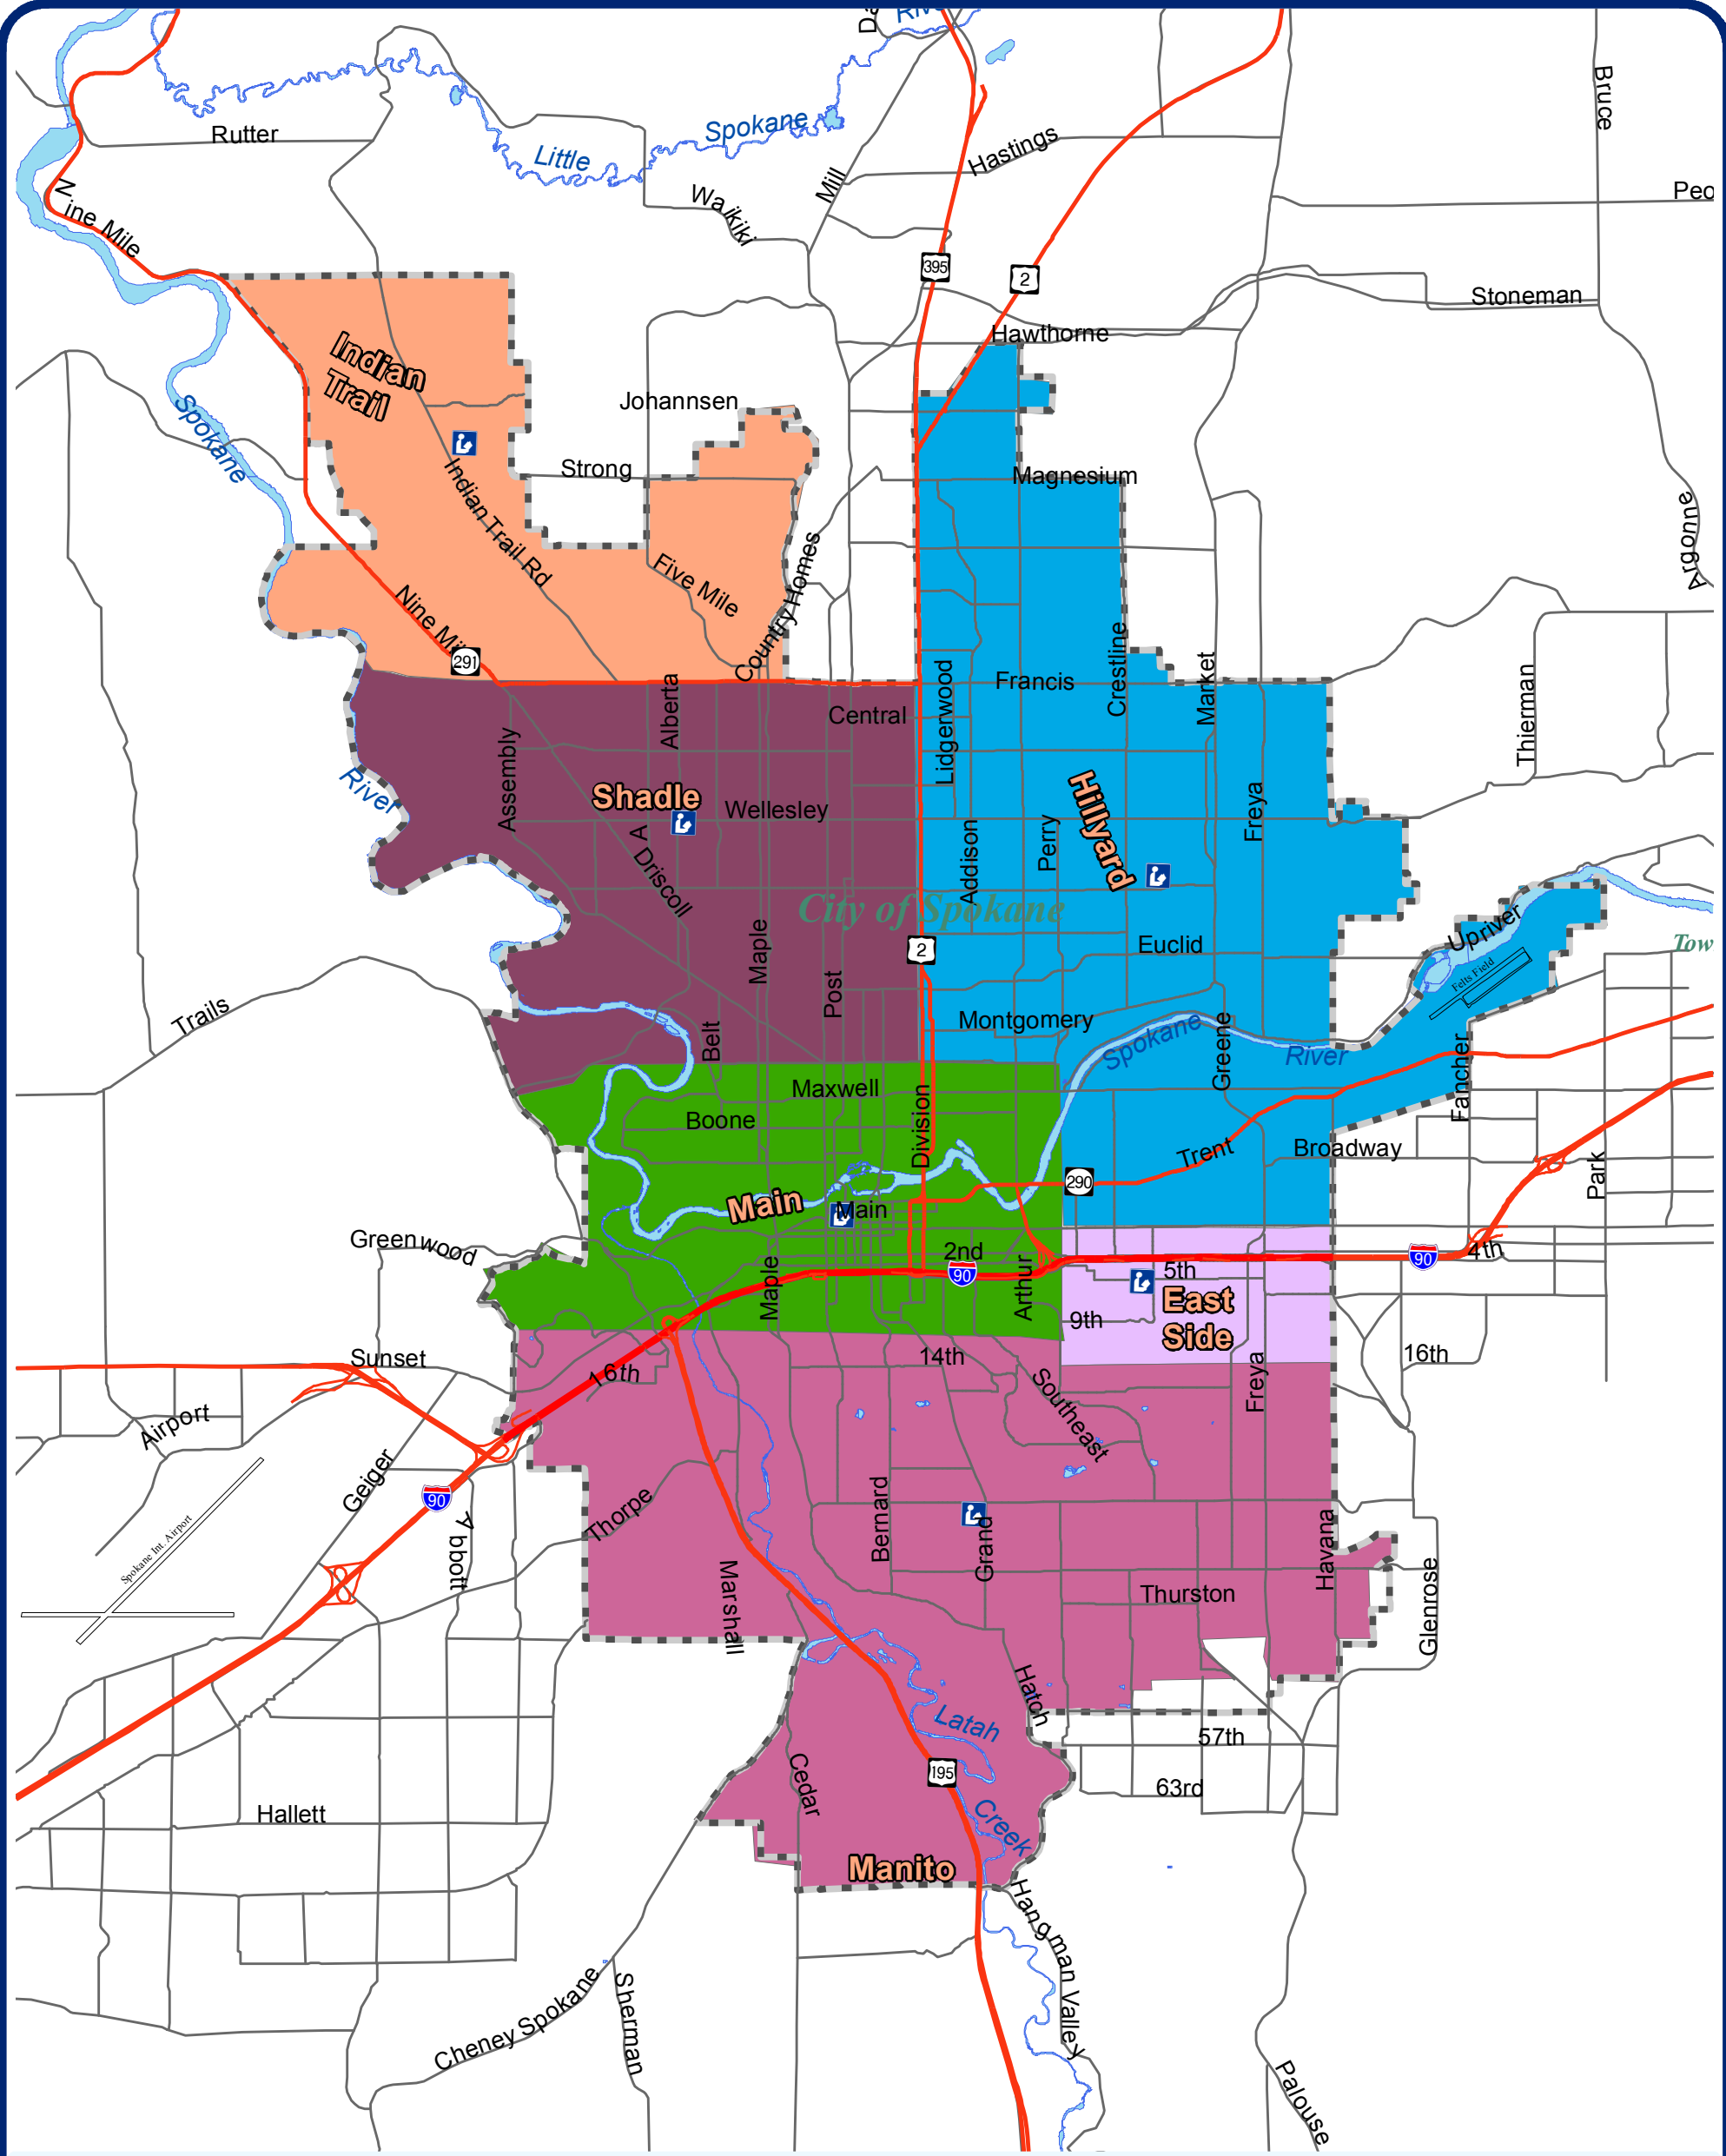 River
Bruce
Rutter
Spokane
Little
Hastings
Mill
Waikiki
Peo
Nine Mile
395
2
Stoneman
Hawthorne
Indian
Trail
Johannsen
Spokane
Strong
Magnesium
Indian Trail Rd
Argonne
Five Mile
Country Homes
Nine Mile
291
Francis
Crestline
Market
Lidgerwood
Alberta
Central
Thierman
Assembly
River
Shadle
Wellesley
Hillyard
Freya
A
Driscoll
Addison
Perry
City of Spokane
Upriver
Maple
2
Euclid
Tow
Felts Field
Post
Trails
Belt
Montgomery
Spokane
River
Greene
Fancher
Maxwell
Boone
Division
Trent
Broadway
Park
290
Main
Main
Greenwood
2nd
90
90
4th
Maple
Arthur
5th
East
Side
9th
Sunset
14th
16th
16th
Freya
Southeast
Airport
Geiger
90
Abbott
Spokane Int. Airport
Thorpe
Bernard
Grand
Havana
Marshall
Thurston
Glenrose
Hatch
Latah
57th
195
63rd
Cedar
Creek
Hallett
Manito
Hangman Valley
Cheney Spokane
Sherman
Palouse